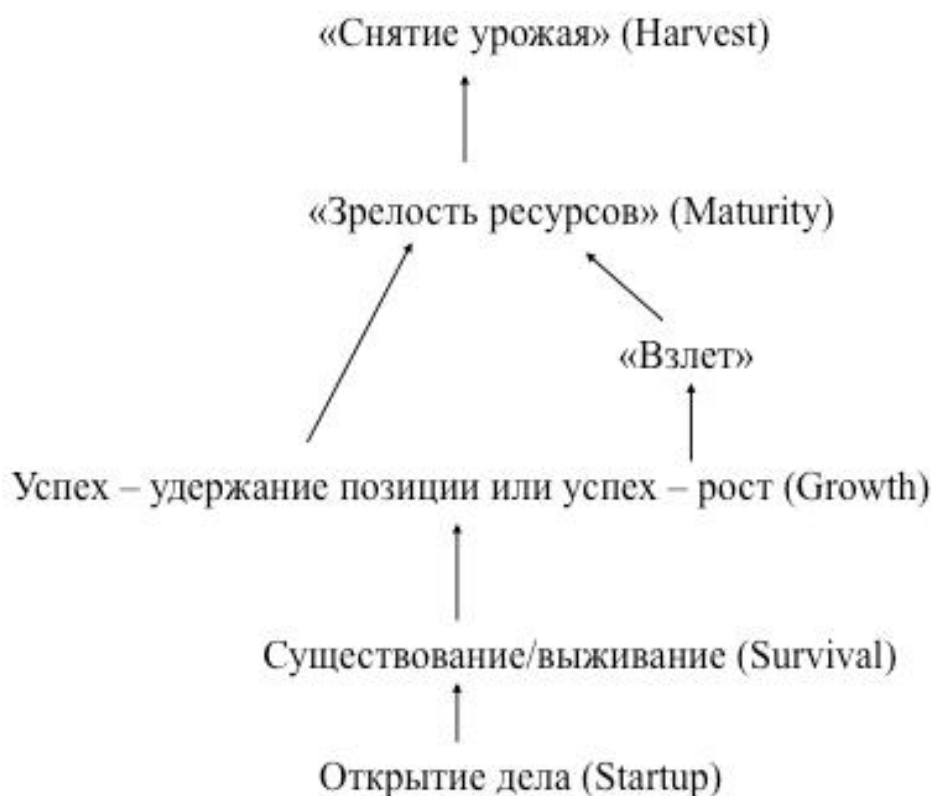 «Снятие урожая» (Harvest)
«Зрелость ресурсов» (Maturity)
«Взлет»
Успех – удержание позиции или успех – рост (Growth)
Существование/выживание (Survival)
Открытие дела (Startup)